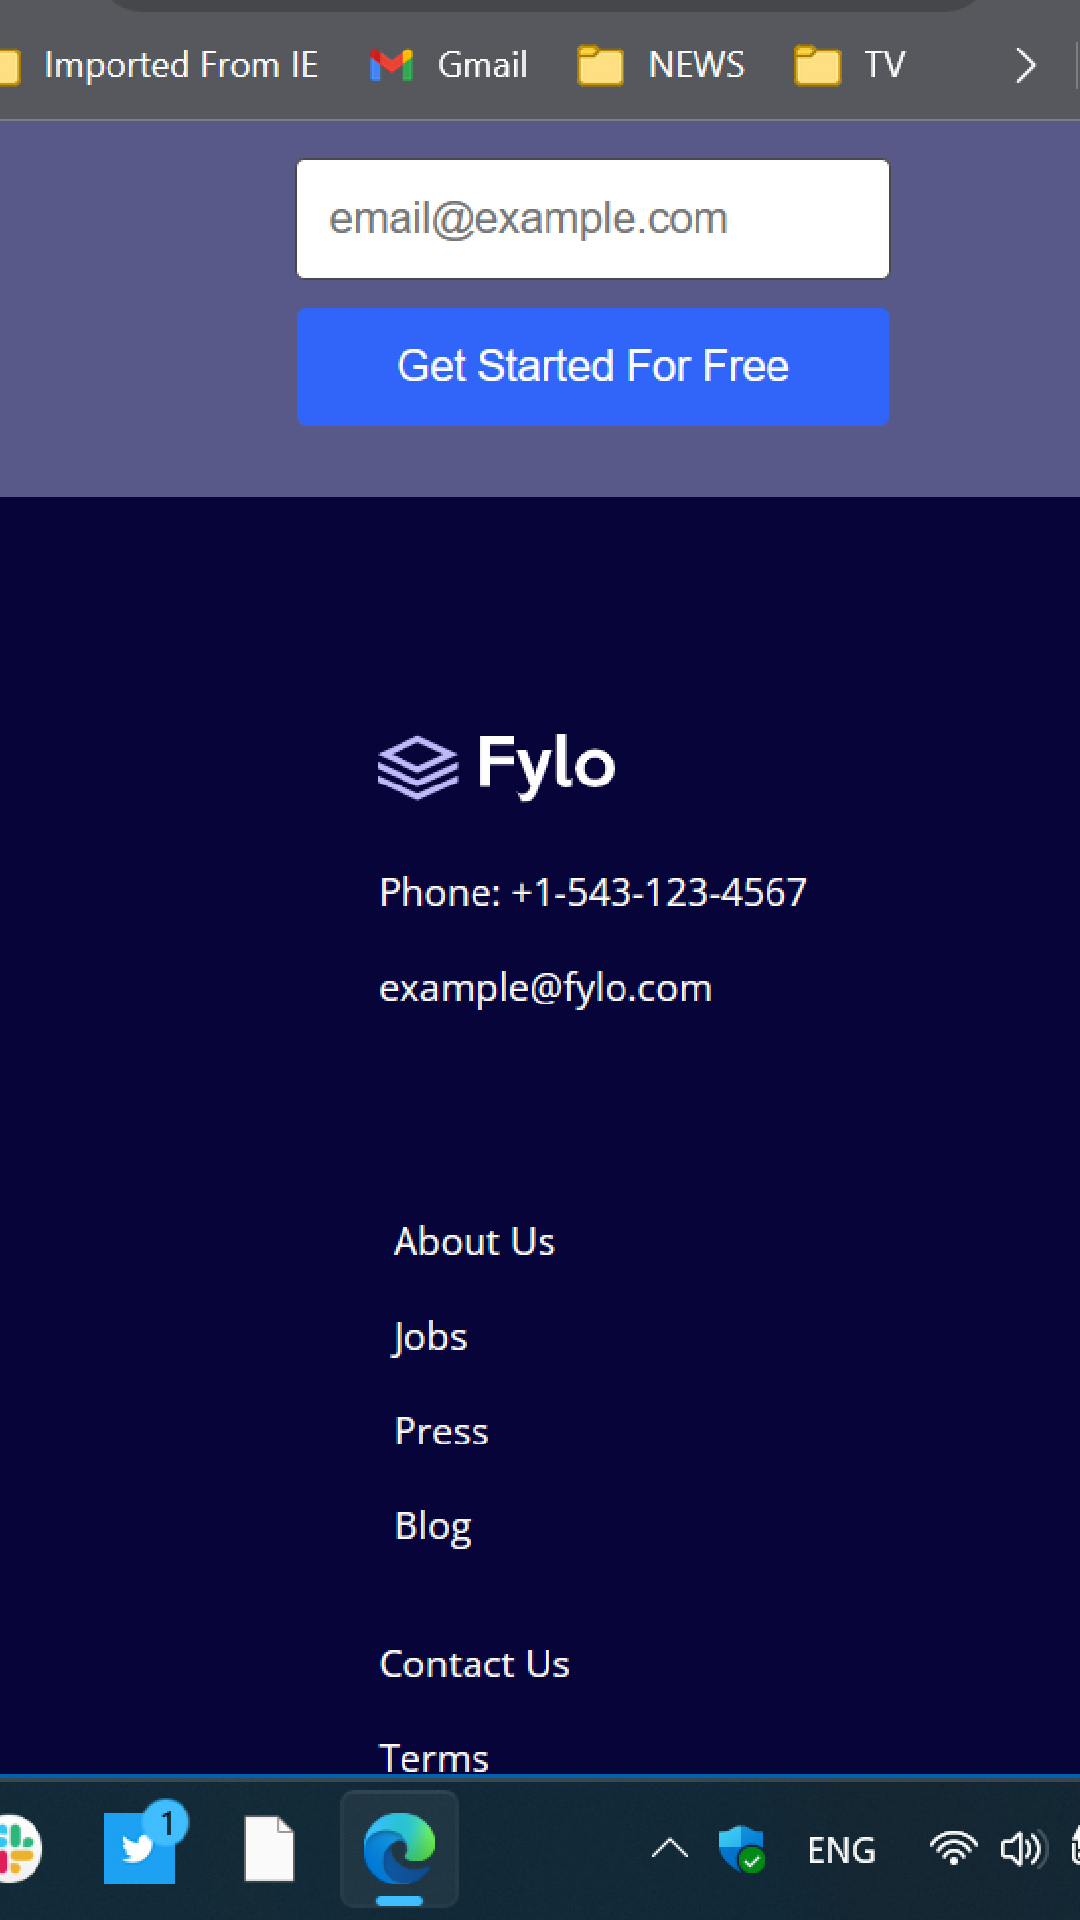 Imported From IE Gmail NEWS TV
email@example.com
Get Started For Free
Fylo
Phone: +1-543-123-4567
example@fylo.com
About Us
Jobs
Press
Blog
Contact Us
Terms
1
ENG